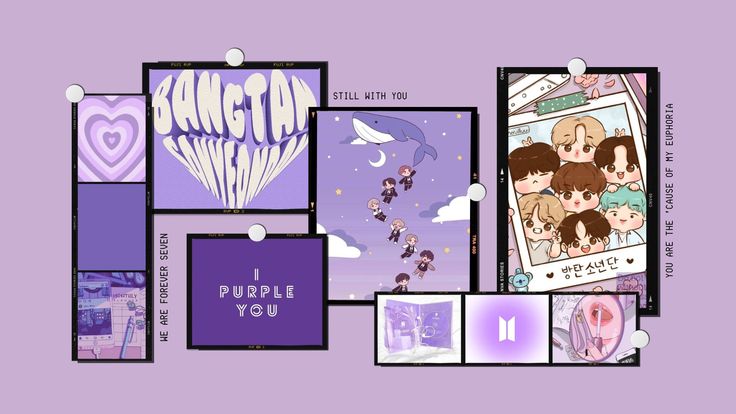 BANGTAN
SONYEONDAN
STILL WITH YOU
I
PURPLE
YOU
WE ARE FOREVER SEVEN
방탄소년단
YOU ARE THE 'CAUSE OF MY EUPHORIA